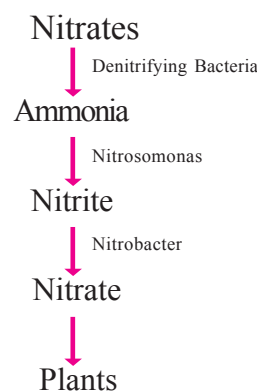 Nitrates
Denitrifying Bacteria
Ammonia
Nitrosomonas
Nitrite
Nitrobacter
Nitrate
Plants